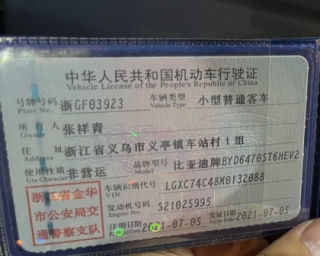 中华人民共和国机动车行驶证
Vehicle License of the People's Republic of China
号牌号码 浙GF03923 车辆类型 小型普通客车
Plate No. Vehicle Type
所有人 张祥青
Owner
住址 浙江省义乌市义亭镇车站村1组
Address
使用性质 非营运 品牌型号 比亚迪牌BYD6470ST6HEV2
Use Character Model
浙江省金华 车辆识别代号 LGXC74C48M0132088
VIN
市公安局交 发动机号码 S21025995
Engine No.
通警察支队 注册日期 2021-07-05 发证日期 2021-07-05